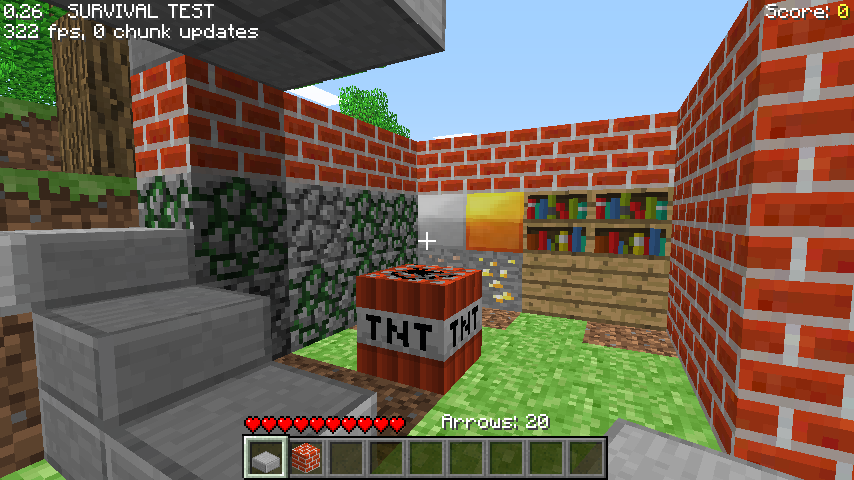 0.26 SURVIVAL TEST
Score: 0
322 fps, 0 chunk updates
TNT TNT
Arrows: 20